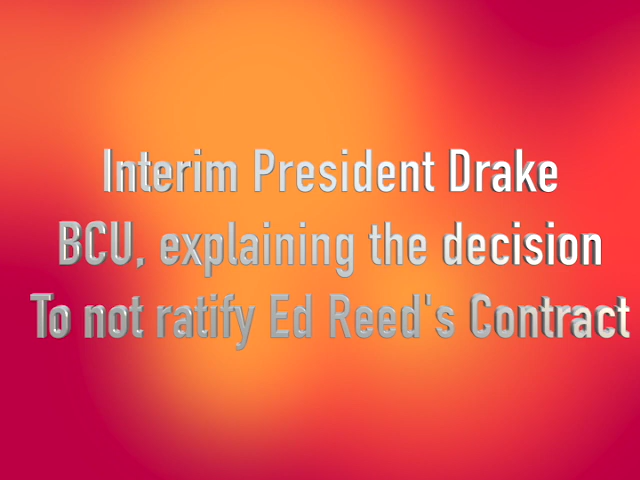 Interim President Drake
BCU, explaining the decision
To not ratify Ed Reed's Contract